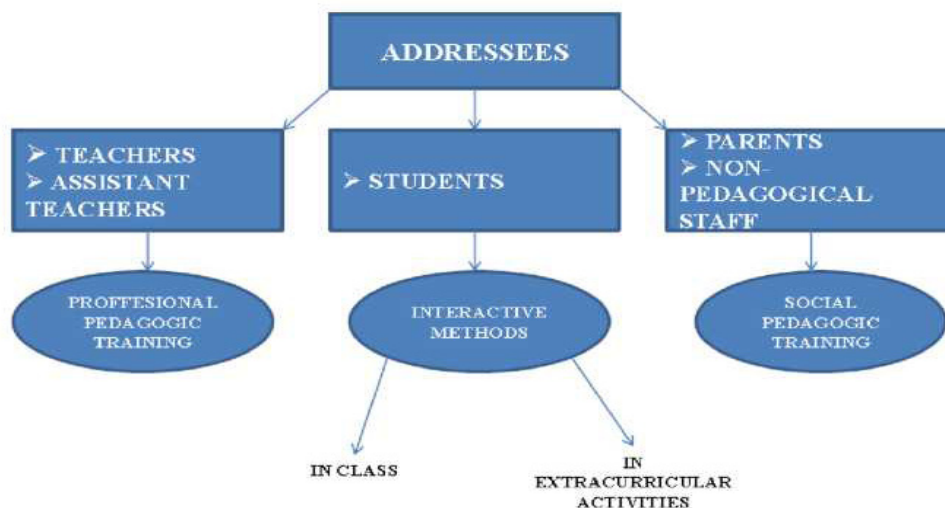 ADDRESSEES
➢ TEACHERS
➢ ASSISTANT
TEACHERS
➢ STUDENTS
➢ PARENTS
➢ NON-
PEDAGOGICAL
STAFF
PROFFESIONAL
PEDAGOGIC
TRAINING
INTERACTIVE
METHODS
SOCIAL
PEDAGOGIC
TRAINING
IN CLASS
IN
EXTRACURRICULAR
ACTIVITIES